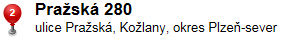 2 Pražská 280
ulice Pražská, Kožlany, okres Plzeň-sever